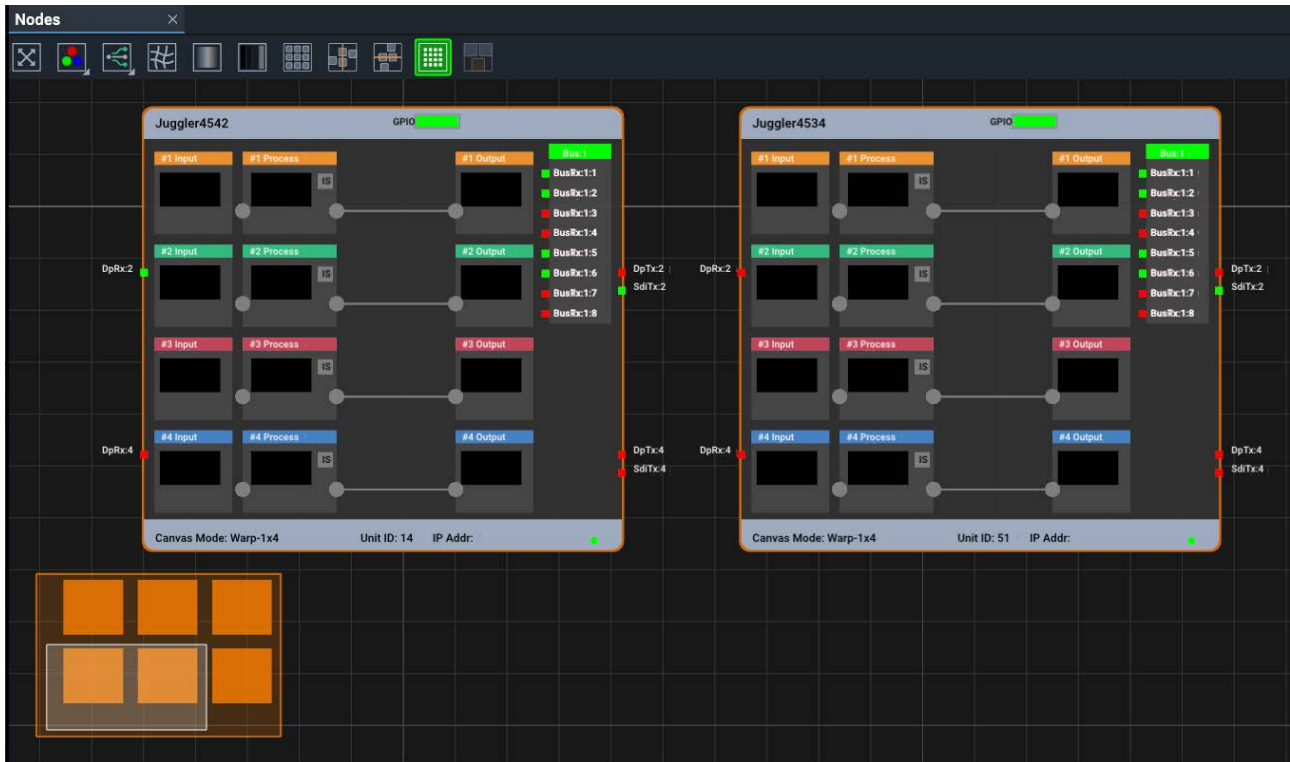 Nodes ×
Juggler4542 GPIO
#1 Input #1 Process #1 Output Bus:1
IS
BusRx:1:1
BusRx:1:2
BusRx:1:3
BusRx:1:4
#2 Input #2 Process #2 Output BusRx:1:5
DpRx:2 IS BusRx:1:6 DpTx:2
BusRx:1:7 SdiTx:2
BusRx:1:8
#3 Input #3 Process #3 Output
IS
#4 Input #4 Process #4 Output
DpRx:4 IS DpTx:4
SdiTx:4
Canvas Mode: Warp-1x4 Unit ID: 14 IP Addr:
Juggler4534 GPIO
#1 Input #1 Process #1 Output Bus:1
IS
BusRx:1:1
BusRx:1:2
BusRx:1:3
BusRx:1:4
#2 Input #2 Process #2 Output BusRx:1:5
DpRx:2 IS BusRx:1:6 DpTx:2
BusRx:1:7 SdiTx:2
BusRx:1:8
#3 Input #3 Process #3 Output
IS
#4 Input #4 Process #4 Output
DpRx:4 IS DpTx:4
SdiTx:4
Canvas Mode: Warp-1x4 Unit ID: 51 IP Addr: